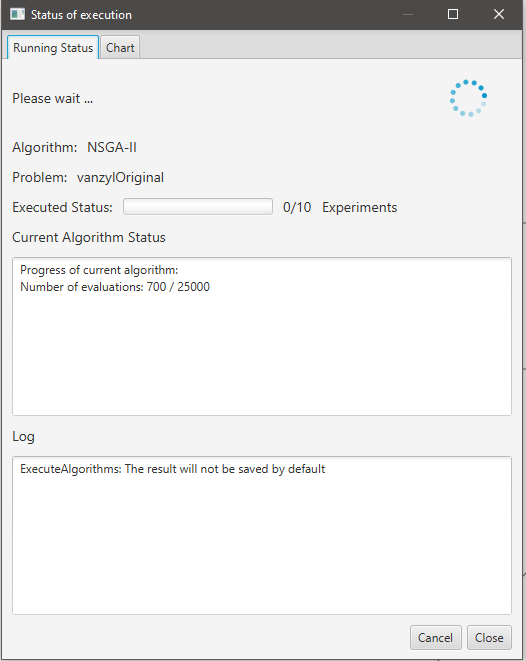 Status of execution
Running Status Chart
Please wait ...
Algorithm: NSGA-II
Problem: vanzylOriginal
Executed Status: 0/10 Experiments
Current Algorithm Status
Progress of current algorithm:
Number of evaluations: 700 / 25000
Log
ExecuteAlgorithms: The result will not be saved by default
Cancel Close